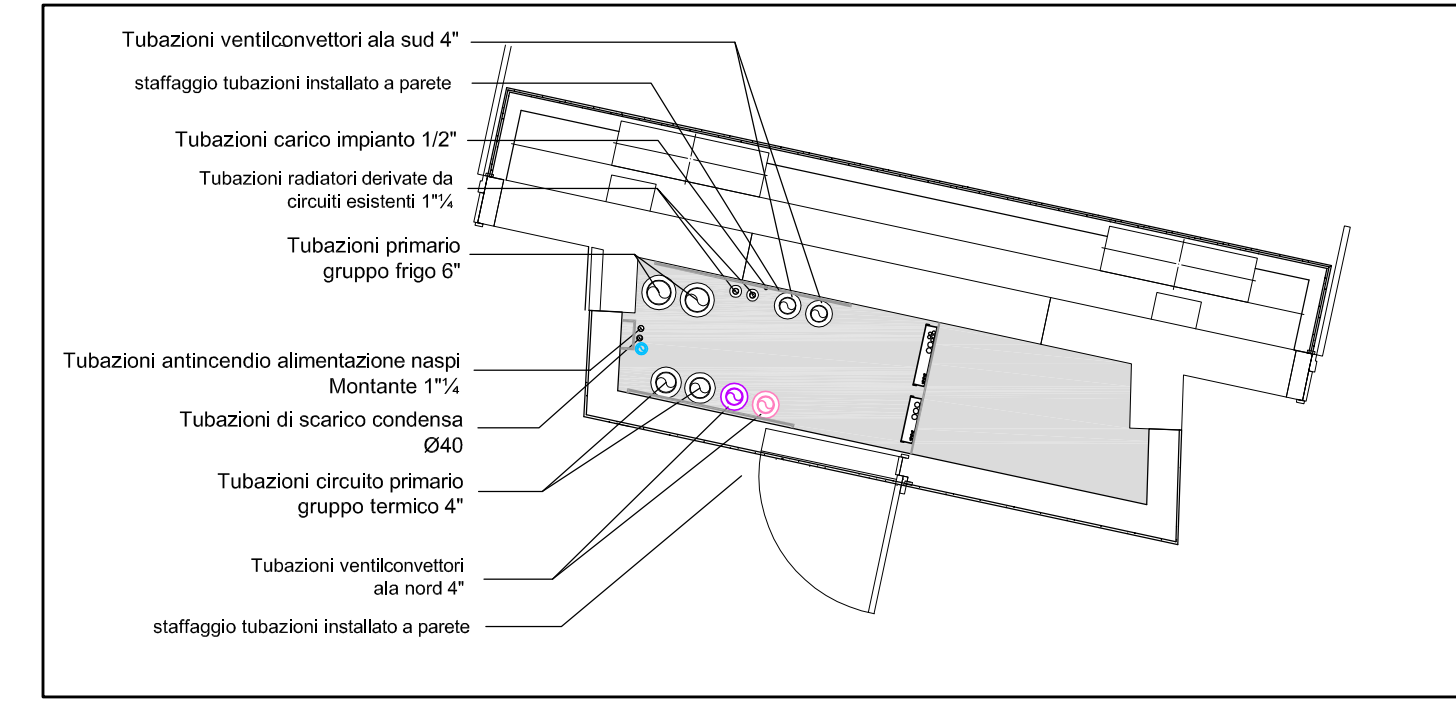 Tubazioni ventilconvettori ala sud 4"
staffaggio tubazioni installato a parete
Tubazioni carico impianto 1/2"
Tubazioni radiatori derivate da
circuiti esistenti 1"¼
Tubazioni primario
gruppo frigo 6"
Tubazioni antincendio alimentazione naspi
Montante 1"¼
Tubazioni di scarico condensa
Ø40
Tubazioni circuito primario
gruppo termico 4"
Tubazioni ventilconvettori
ala nord 4"
staffaggio tubazioni installato a parete